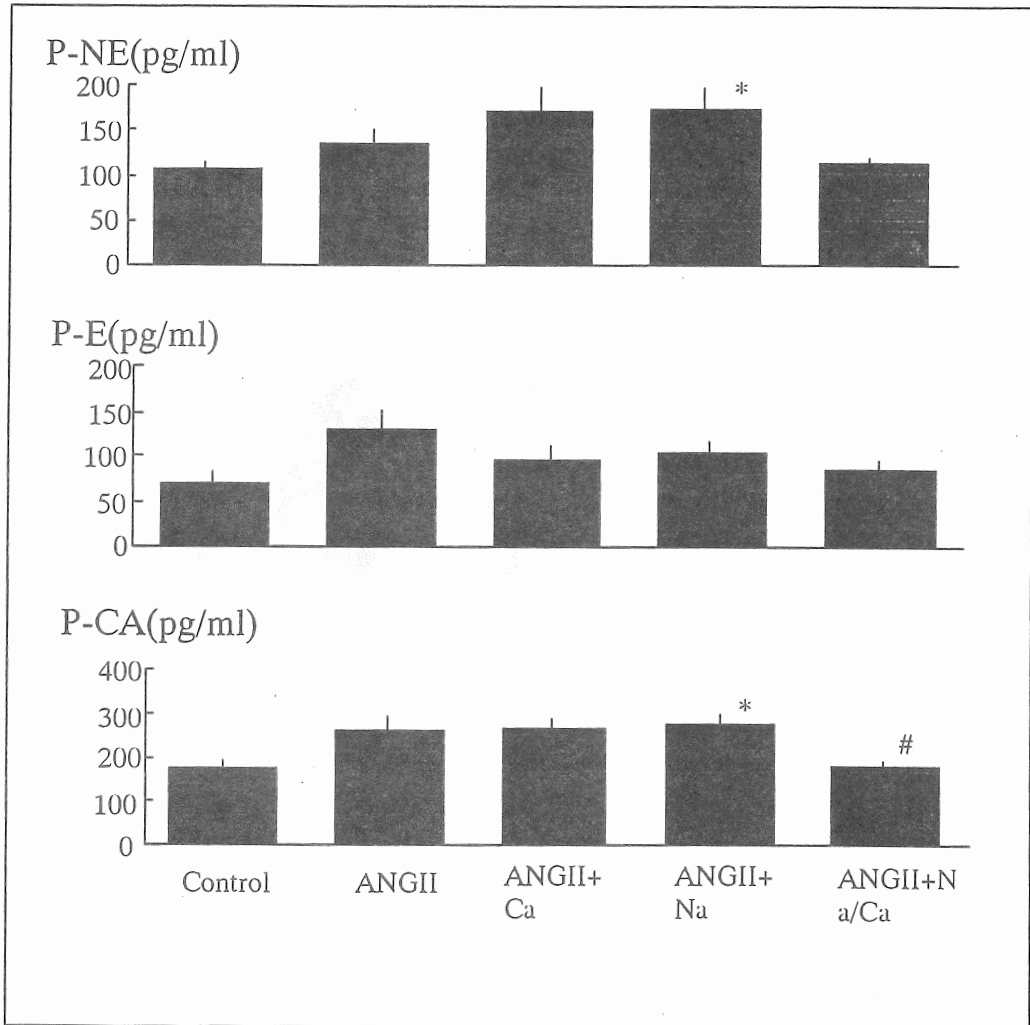 P-NE(pg/ml)
200
150
100
50
0
*
P-E(pg/ml)
200
150
100
50
0
P-CA(pg/ml)
400
300
200
100
0
*
#
Control
ANGII
ANGII+
Ca
ANGII+
Na
ANGII+N
a/Ca